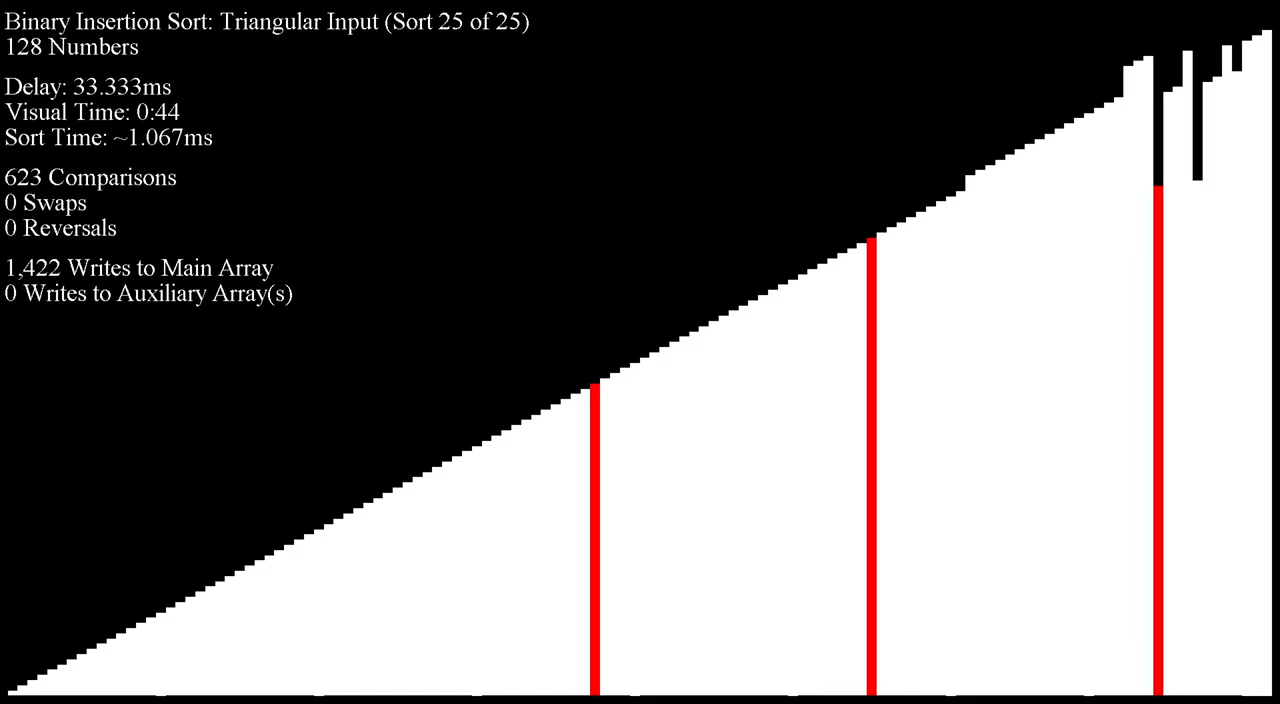 Binary Insertion Sort: Triangular Input (Sort 25 of 25)
128 Numbers
Delay: 33.333ms
Visual Time: 0:44
Sort Time: ~1.067ms
623 Comparisons
0 Swaps
0 Reversals
1,422 Writes to Main Array
0 Writes to Auxiliary Array(s)